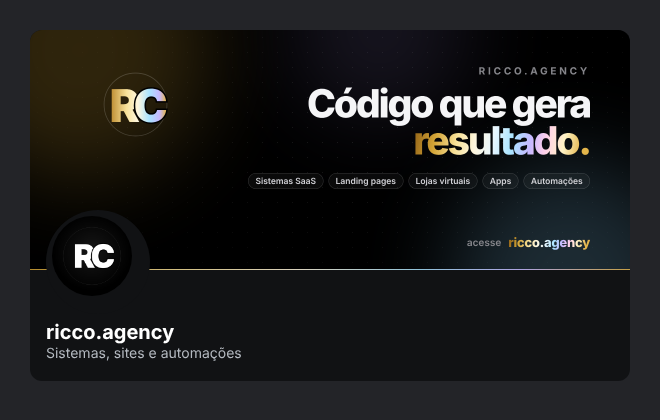 RICCO.AGENCY
RC
Código que gera
resultado.
Sistemas SaaS Landing pages Lojas virtuais Apps Automações
acesse ricco.agency
RC
ricco.agency
Sistemas, sites e automações